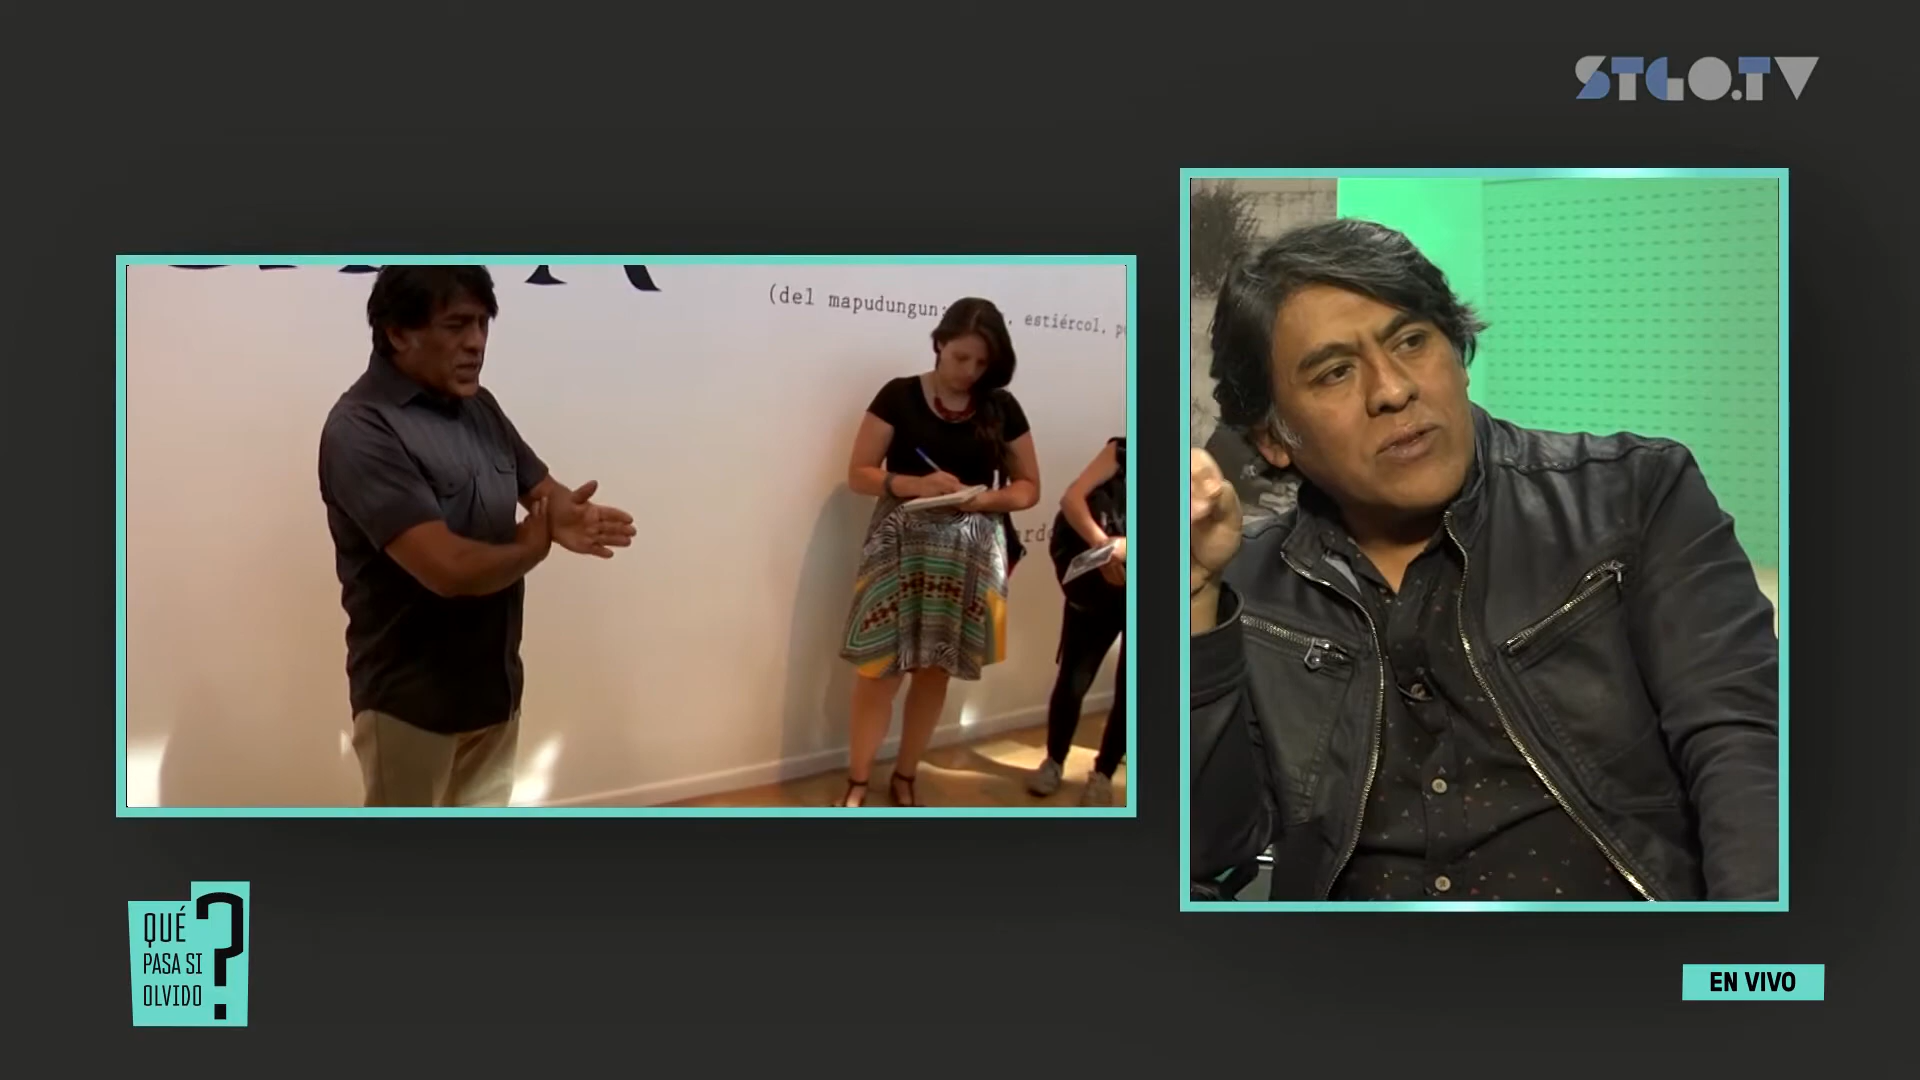 STGO.TV
(del mapudungun:
estiércol,
QUÉ
PASA SI
OLVIDO
?
EN VIVO